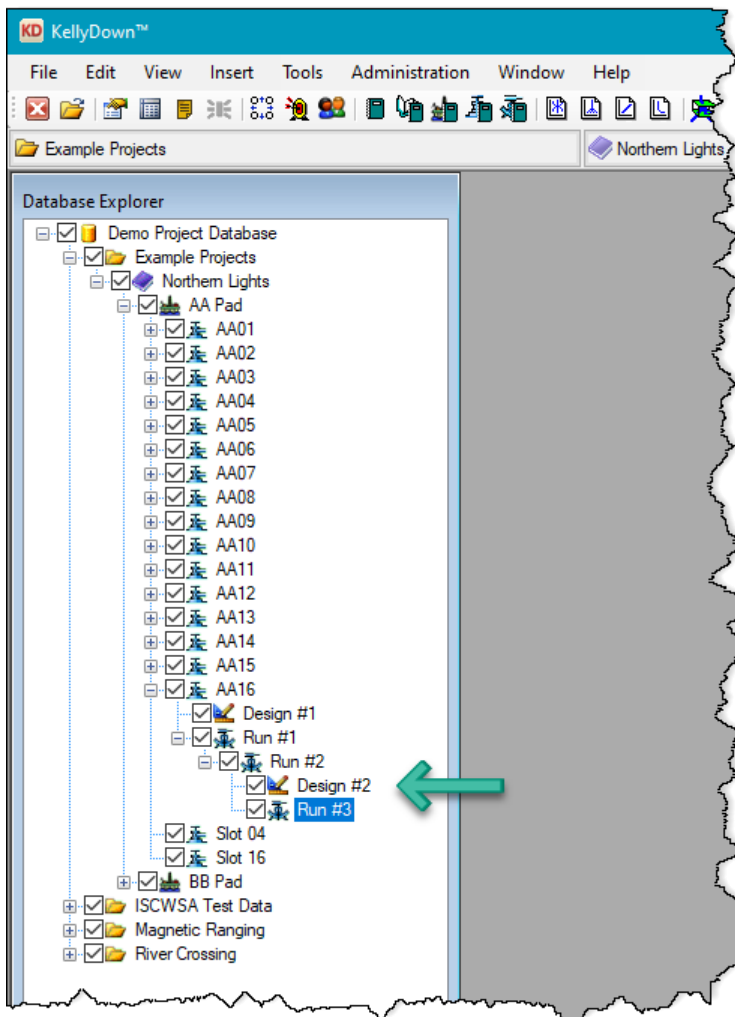 KD KellyDown™
File Edit View Insert Tools Administration Window Help
Example Projects Northern Lights
Database Explorer
Demo Project Database
Example Projects
Northern Lights
AA Pad
AA01
AA02
AA03
AA04
AA05
AA06
AA07
AA08
AA09
AA10
AA11
AA12
AA13
AA14
AA15
AA16
Design #1
Run #1
Run #2
Design #2
Run #3
Slot 04
Slot 16
BB Pad
ISCWSA Test Data
Magnetic Ranging
River Crossing